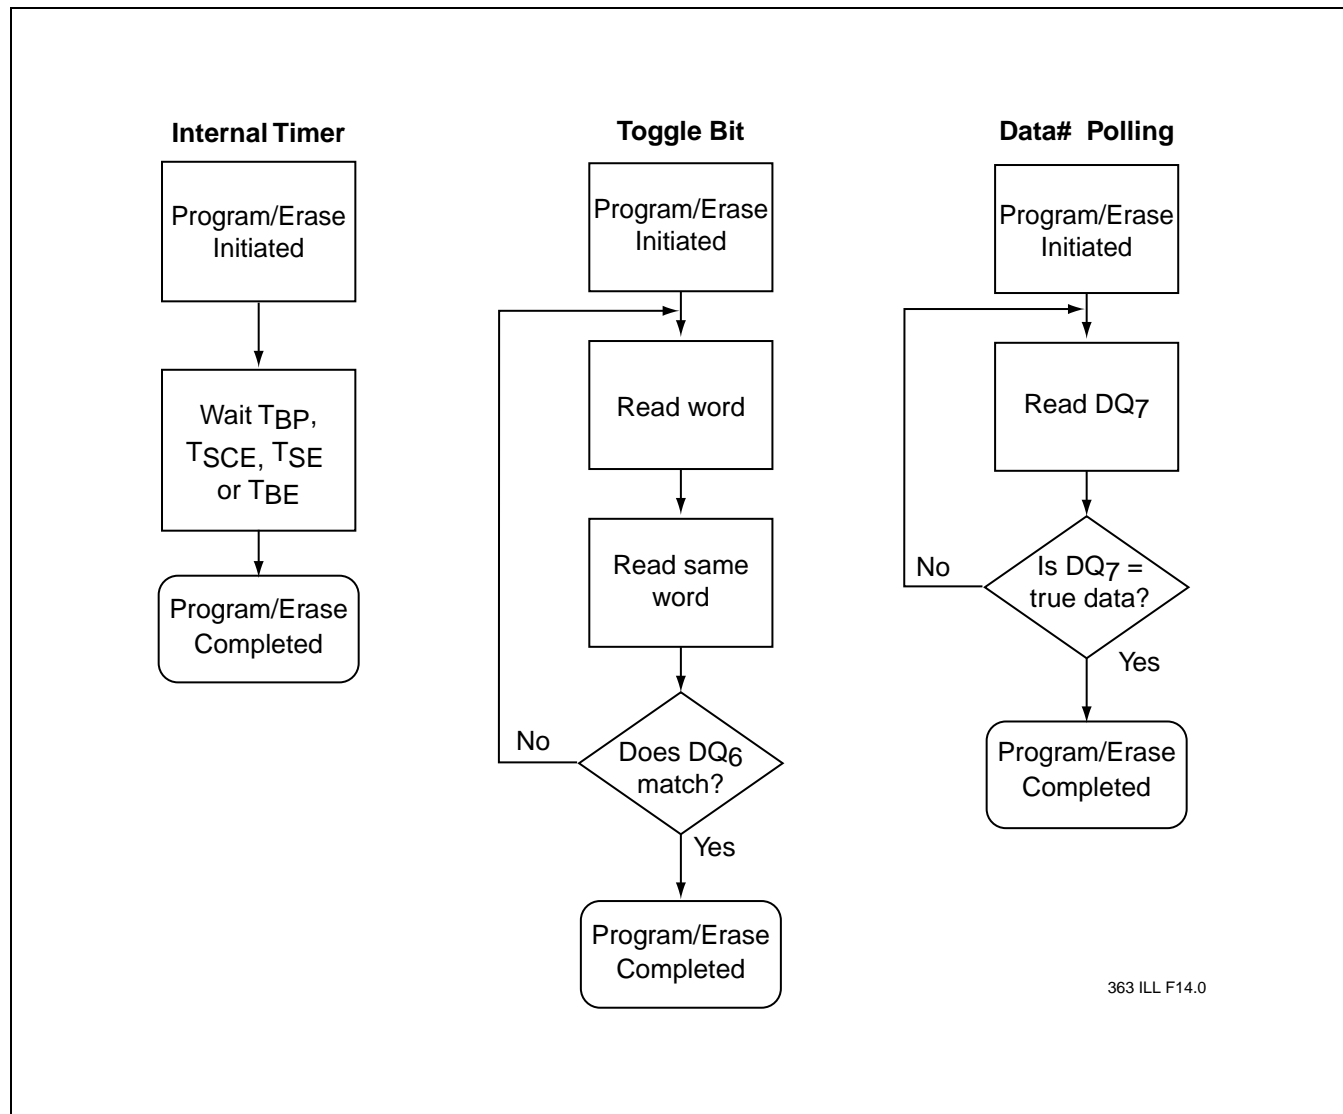 Internal Timer
Program/Erase
Initiated
Wait TBP,
TSCE, TSE
or TBE
Program/Erase
Completed
Toggle Bit
Program/Erase
Initiated
Read word
Read same
word
No
Does DQ6
match?
Yes
Program/Erase
Completed
Data# Polling
Program/Erase
Initiated
Read DQ7
No
Is DQ7 =
true data?
Yes
Program/Erase
Completed
363 ILL F14.0